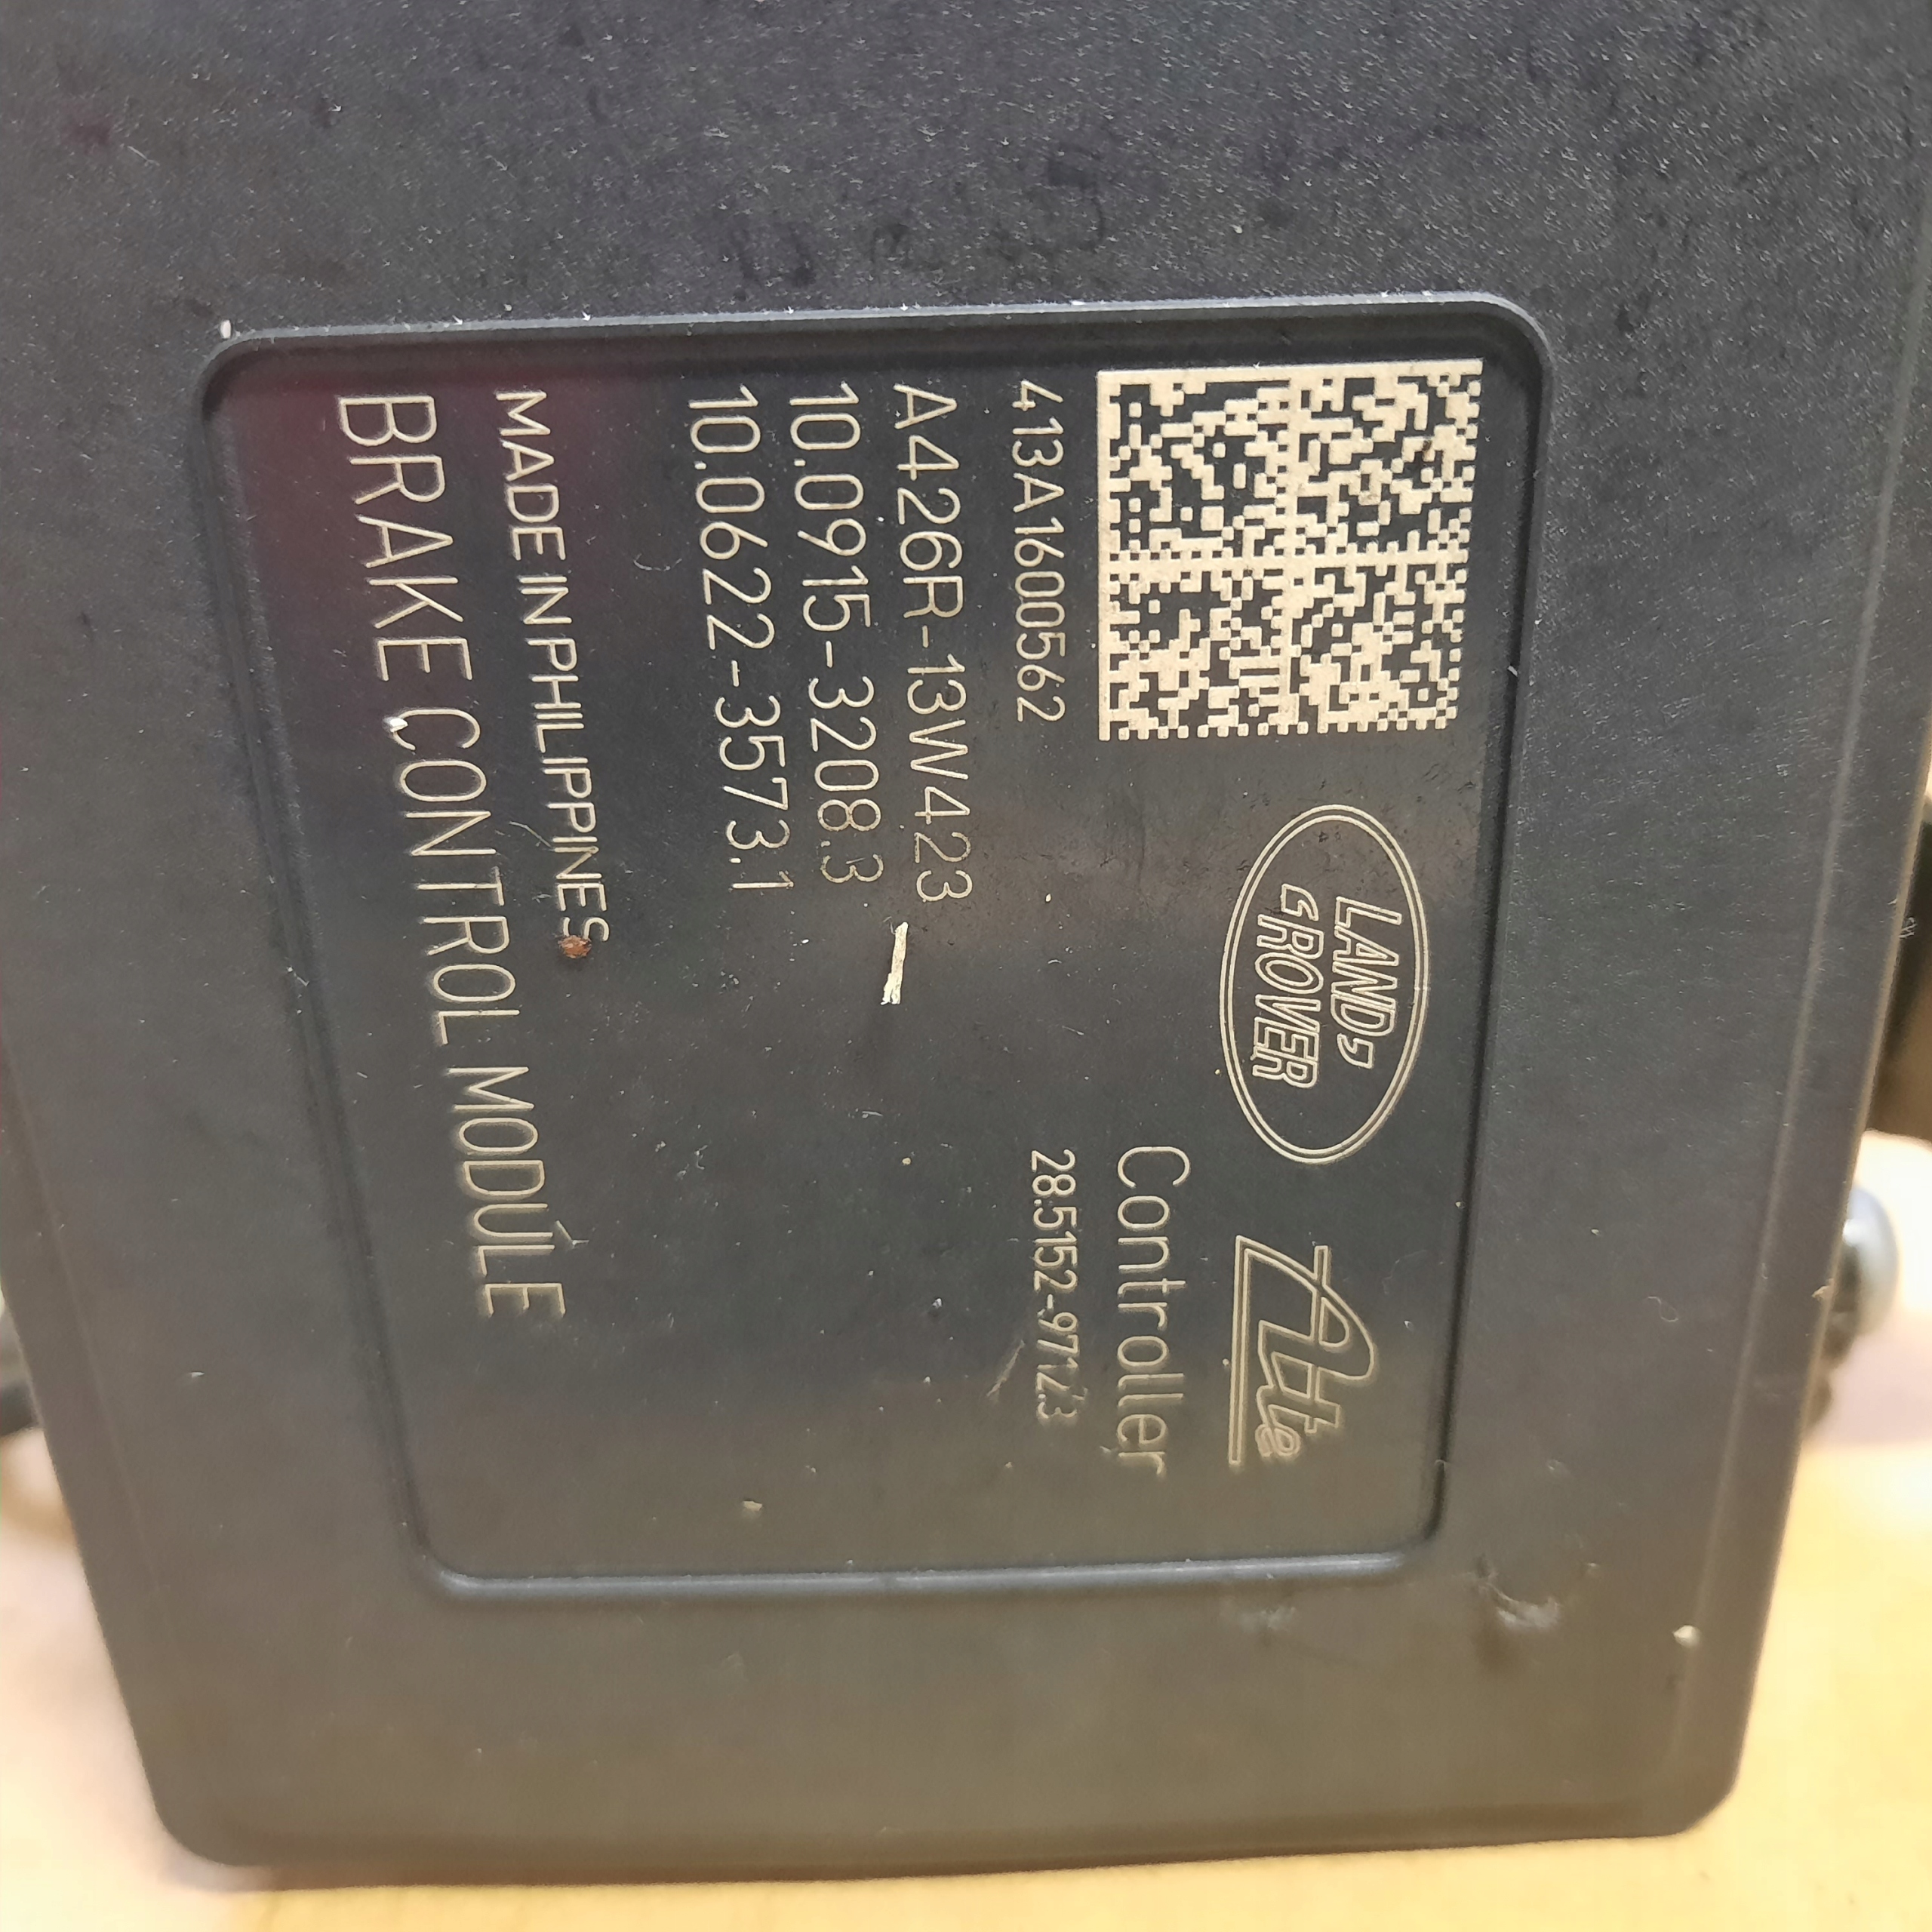 LAND
ROVER
Ate
413A1600562
Controller
28.5152-9712.3
A426R-13W423
10.0915-3208.3
10.0622-3573.1
MADE IN PHILIPPINES
BRAKE CONTROL MODULE